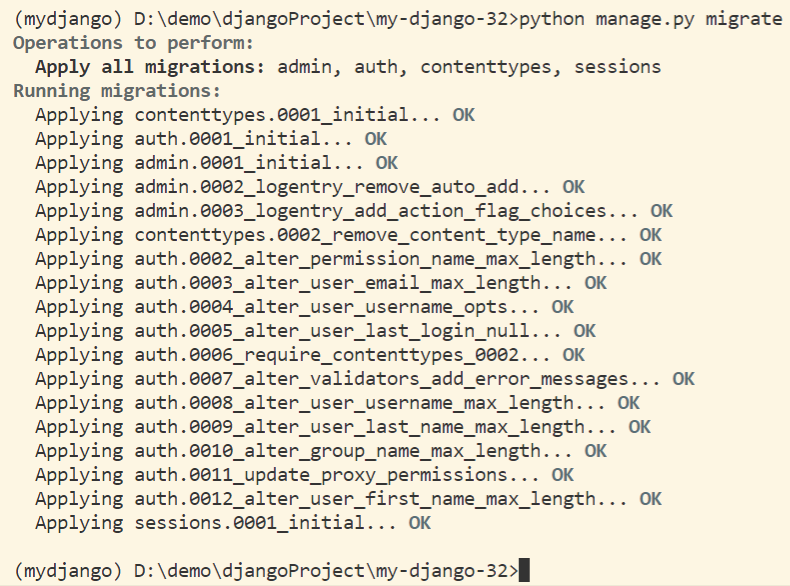 (mydjango) D:\demo\djangoProject\my-django-32>python manage.py migrate
Operations to perform:
  Apply all migrations: admin, auth, contenttypes, sessions
Running migrations:
  Applying contenttypes.0001_initial... OK
  Applying auth.0001_initial... OK
  Applying admin.0001_initial... OK
  Applying admin.0002_logentry_remove_auto_add... OK
  Applying admin.0003_logentry_add_action_flag_choices... OK
  Applying contenttypes.0002_remove_content_type_name... OK
  Applying auth.0002_alter_permission_name_max_length... OK
  Applying auth.0003_alter_user_email_max_length... OK
  Applying auth.0004_alter_user_username_opts... OK
  Applying auth.0005_alter_user_last_login_null... OK
  Applying auth.0006_require_contenttypes_0002... OK
  Applying auth.0007_alter_validators_add_error_messages... OK
  Applying auth.0008_alter_user_username_max_length... OK
  Applying auth.0009_alter_user_last_name_max_length... OK
  Applying auth.0010_alter_group_name_max_length... OK
  Applying auth.0011_update_proxy_permissions... OK
  Applying auth.0012_alter_user_first_name_max_length... OK
  Applying sessions.0001_initial... OK
(mydjango) D:\demo\djangoProject\my-django-32>